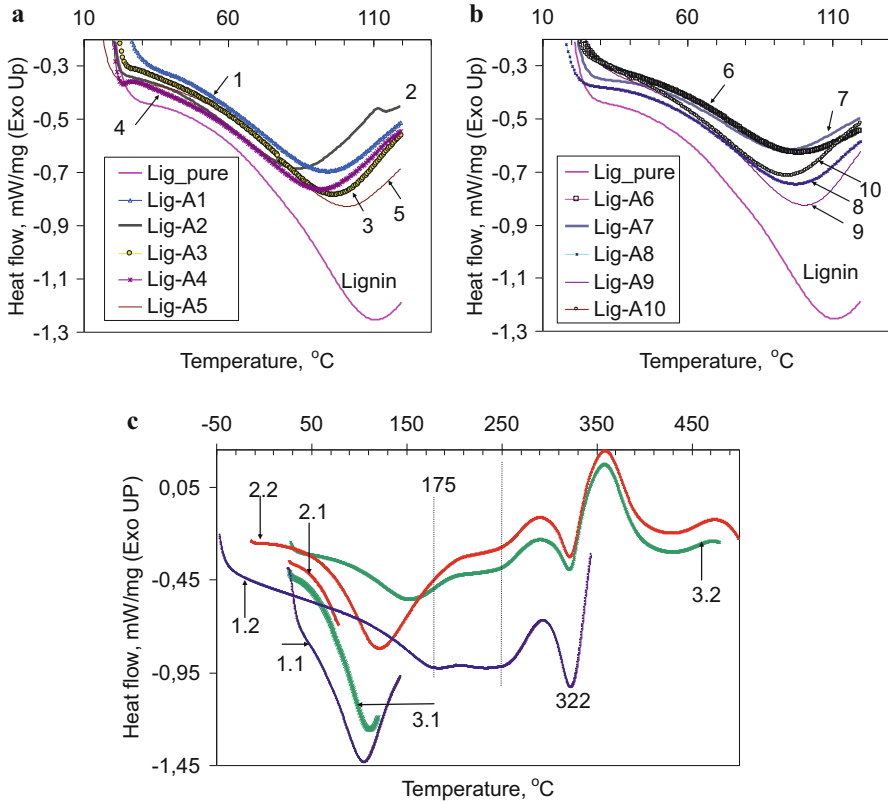 a
10 60 110
-0,3
-0,5
-0,7
-0,9
-1,1
-1,3
Heat flow, mW/mg (Exo Up)
1
2
4
3
5
Lig_pure
Lig-A1
Lig-A2
Lig-A3
Lig-A4
Lig-A5
Lignin
Temperature, °C
b
10 60 110
-0,3
-0,5
-0,7
-0,9
-1,1
-1,3
Heat flow, mW/mg (Exo Up)
6
7
10
8
9
Lig_pure
Lig-A6
Lig-A7
Lig-A8
Lig-A9
Lig-A10
Lignin
Temperature, °C
c
-50 50 150 250 350 450
0,05
-0,45
-0,95
-1,45
Heat flow, mW/mg (Exo UP)
175
2.2
2.1
1.2
1.1
3.1
3.2
322
Temperature, °C